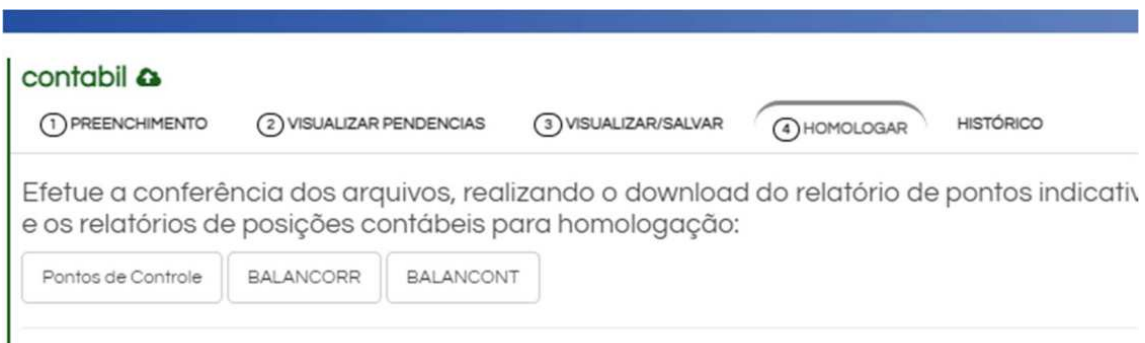 contabil
1 PREENCHIMENTO 2 VISUALIZAR PENDENCIAS 3 VISUALIZAR/SALVAR 4 HOMOLOGAR HISTÓRICO
Efetue a conferência dos arquivos, realizando o download do relatório de pontos
e os relatórios de posições contábeis para homologação:
Pontos de Controle BALANCORR BALANCONT